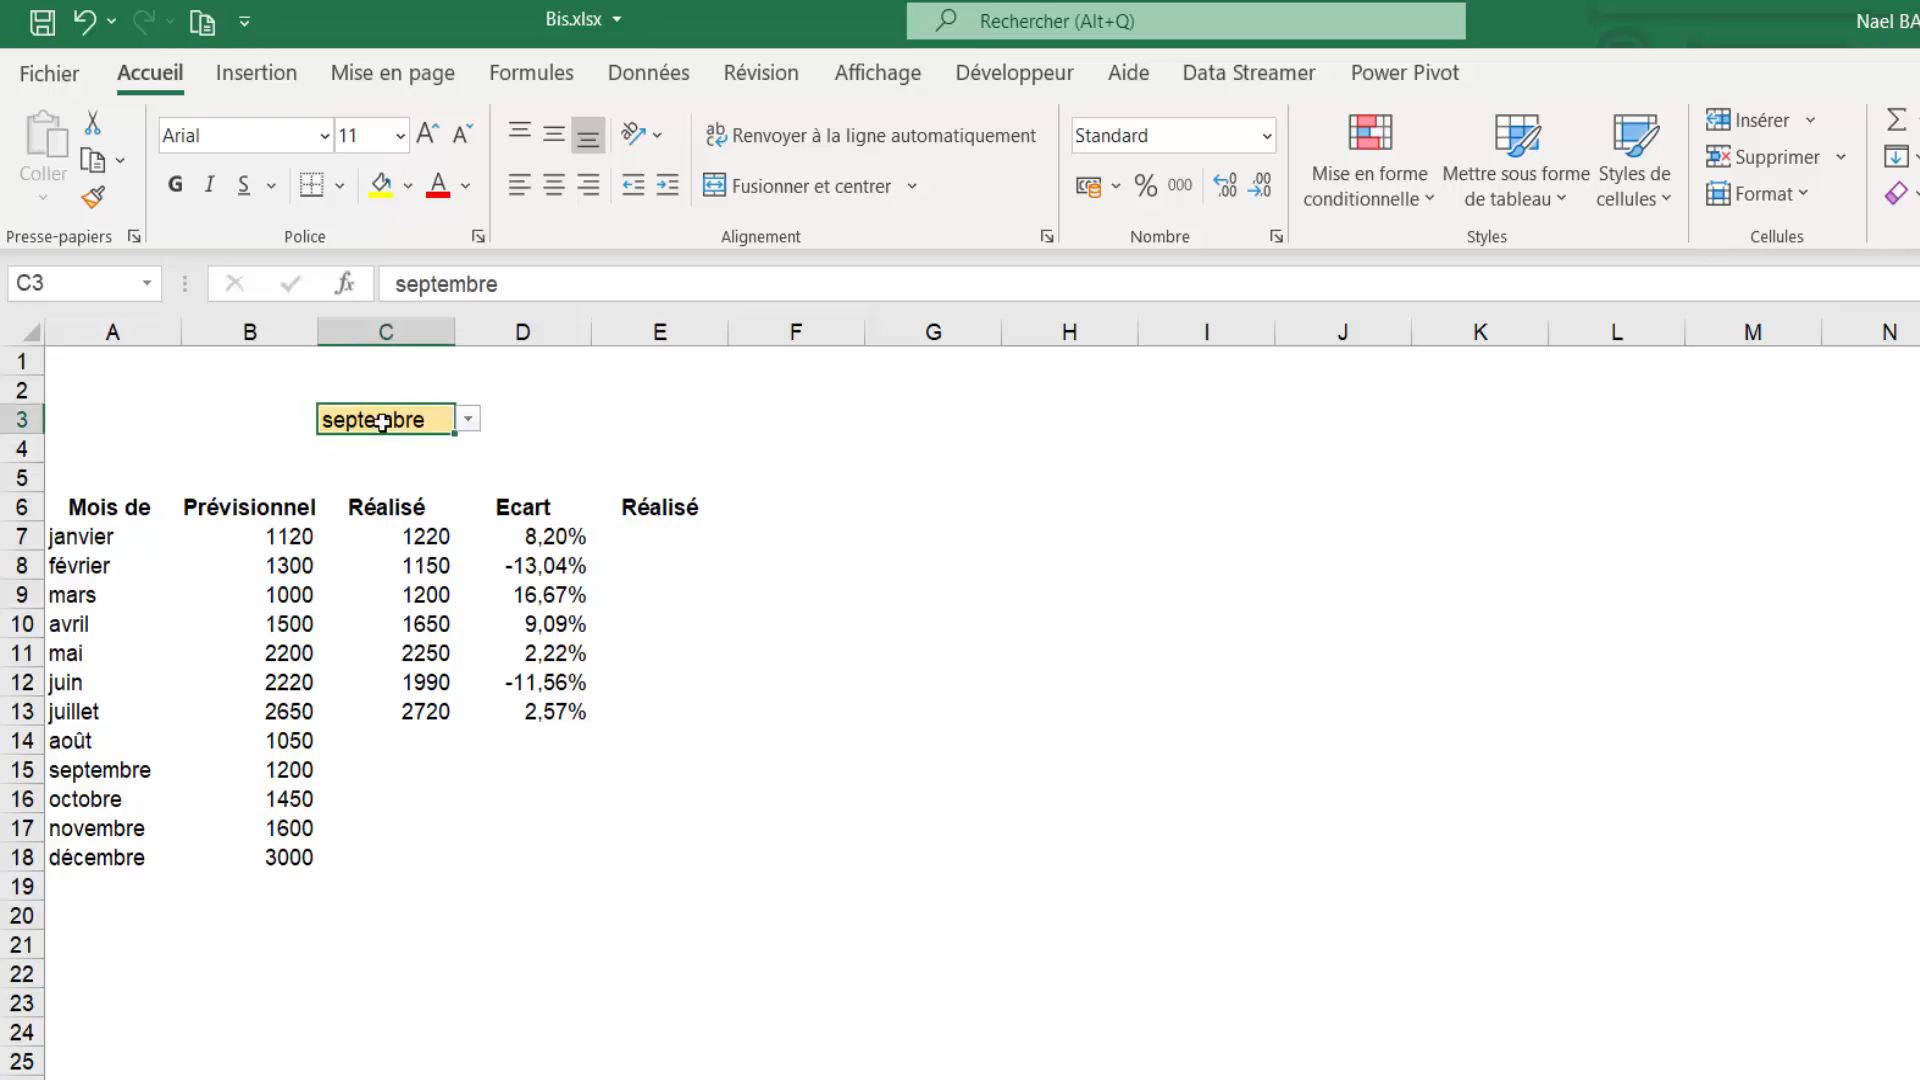 Bis.xlsx
Rechercher (Alt+Q)
Nael BA
Fichier Accueil Insertion Mise en page Formules Données Révision Affichage Développeur Aide Data Streamer Power Pivot
Coller
Arial 11
G I S
Renvoyer à la ligne automatiquement
Fusionner et centrer
Standard
% 000
Mise en forme conditionnelle
Mettre sous forme de tableau
Styles de cellules
Insérer
Supprimer
Format
Presse-papiers Police Alignement Nombre Styles Cellules
C3 fx septembre
A B C D E F G H I J K L M N
1
2
3 septembre
4
5
6 Mois de Prévisionnel Réalisé Ecart Réalisé
7 janvier 1120 1220 8,20%
8 février 1300 1150 -13,04%
9 mars 1000 1200 16,67%
10 avril 1500 1650 9,09%
11 mai 2200 2250 2,22%
12 juin 2220 1990 -11,56%
13 juillet 2650 2720 2,57%
14 août 1050
15 septembre 1200
16 octobre 1450
17 novembre 1600
18 décembre 3000
19
20
21
22
23
24
25